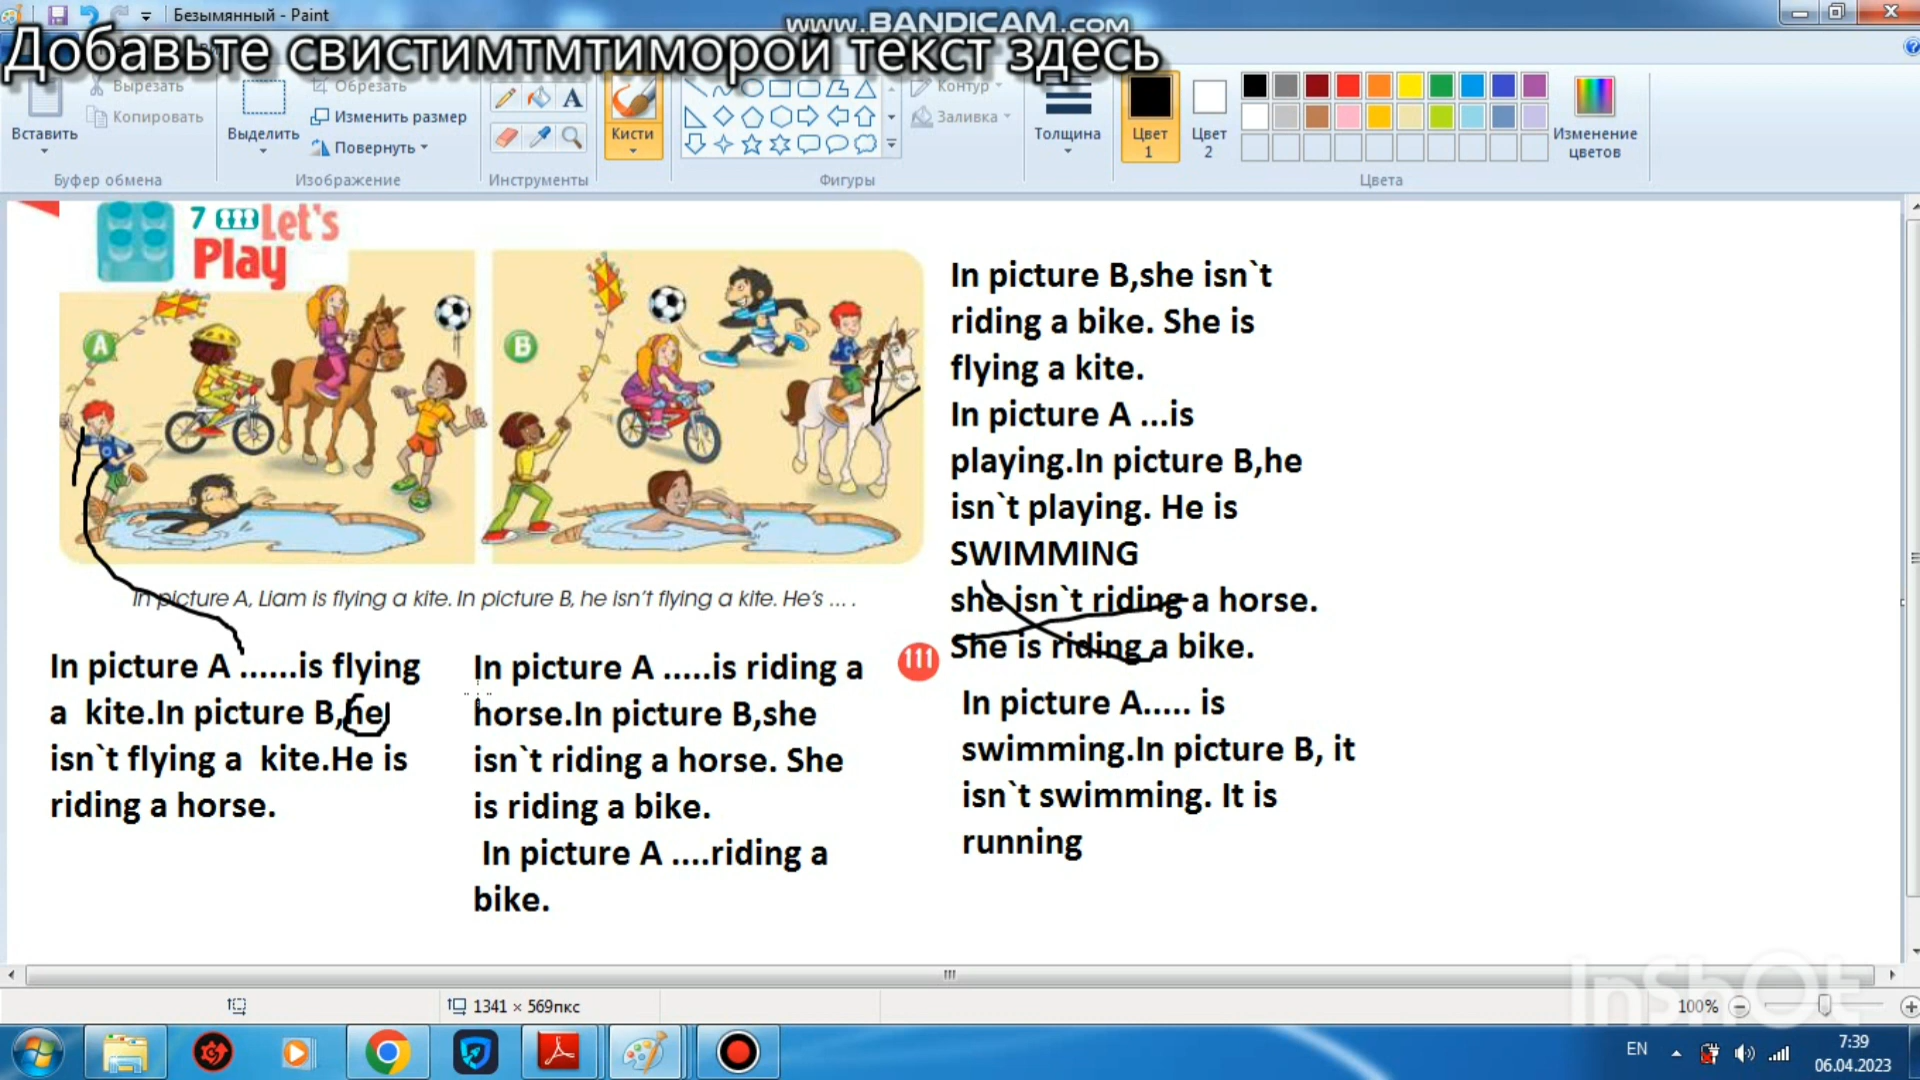 Безымянный - Paint
www.BANDICAM.com
Добавьте свистимтмтиморой текст здесь
Вставить
Вырезать
Копировать
Буфер обмена
Выделить
Обрезать
Изменить размер
Повернуть
Изображение
Инструменты
Кисти
Фигуры
Контур
Заливка
Толщина
Цвет
1
Цвет
2
Изменение
цветов
Цвета
7 Let's
Play
A
B
In picture A, Liam is flying a kite. In picture B, he isn't flying a kite. He's ... .
In picture A ......is flying
a kite.In picture B,he
isn`t flying a kite.He is
riding a horse.
In picture A .....is riding a
horse.In picture B,she
isn`t riding a horse. She
is riding a bike.
In picture A ....riding a
bike.
111
In picture B,she isn`t
riding a bike. She is
flying a kite.
In picture A ...is
playing.In picture B,he
isn`t playing. He is
SWIMMING
she isn`t riding a horse.
She is riding a bike.
In picture A..... is
swimming.In picture B, it
isn`t swimming. It is
running
InShOt
1341 × 569пкс
100%
EN
7:39
06.04.2023